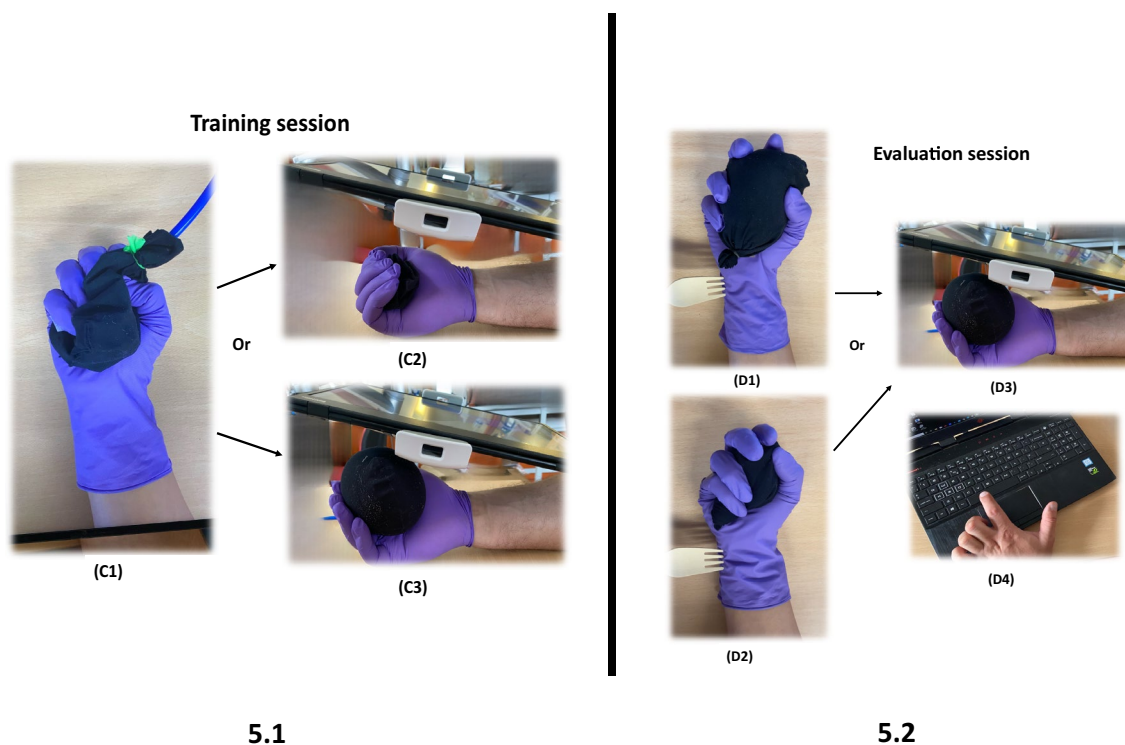 Training session
(C1)
Or
(C2)
(C3)
5.1
Evaluation session
(D1)
Or
(D3)
(D2)
(D4)
5.2